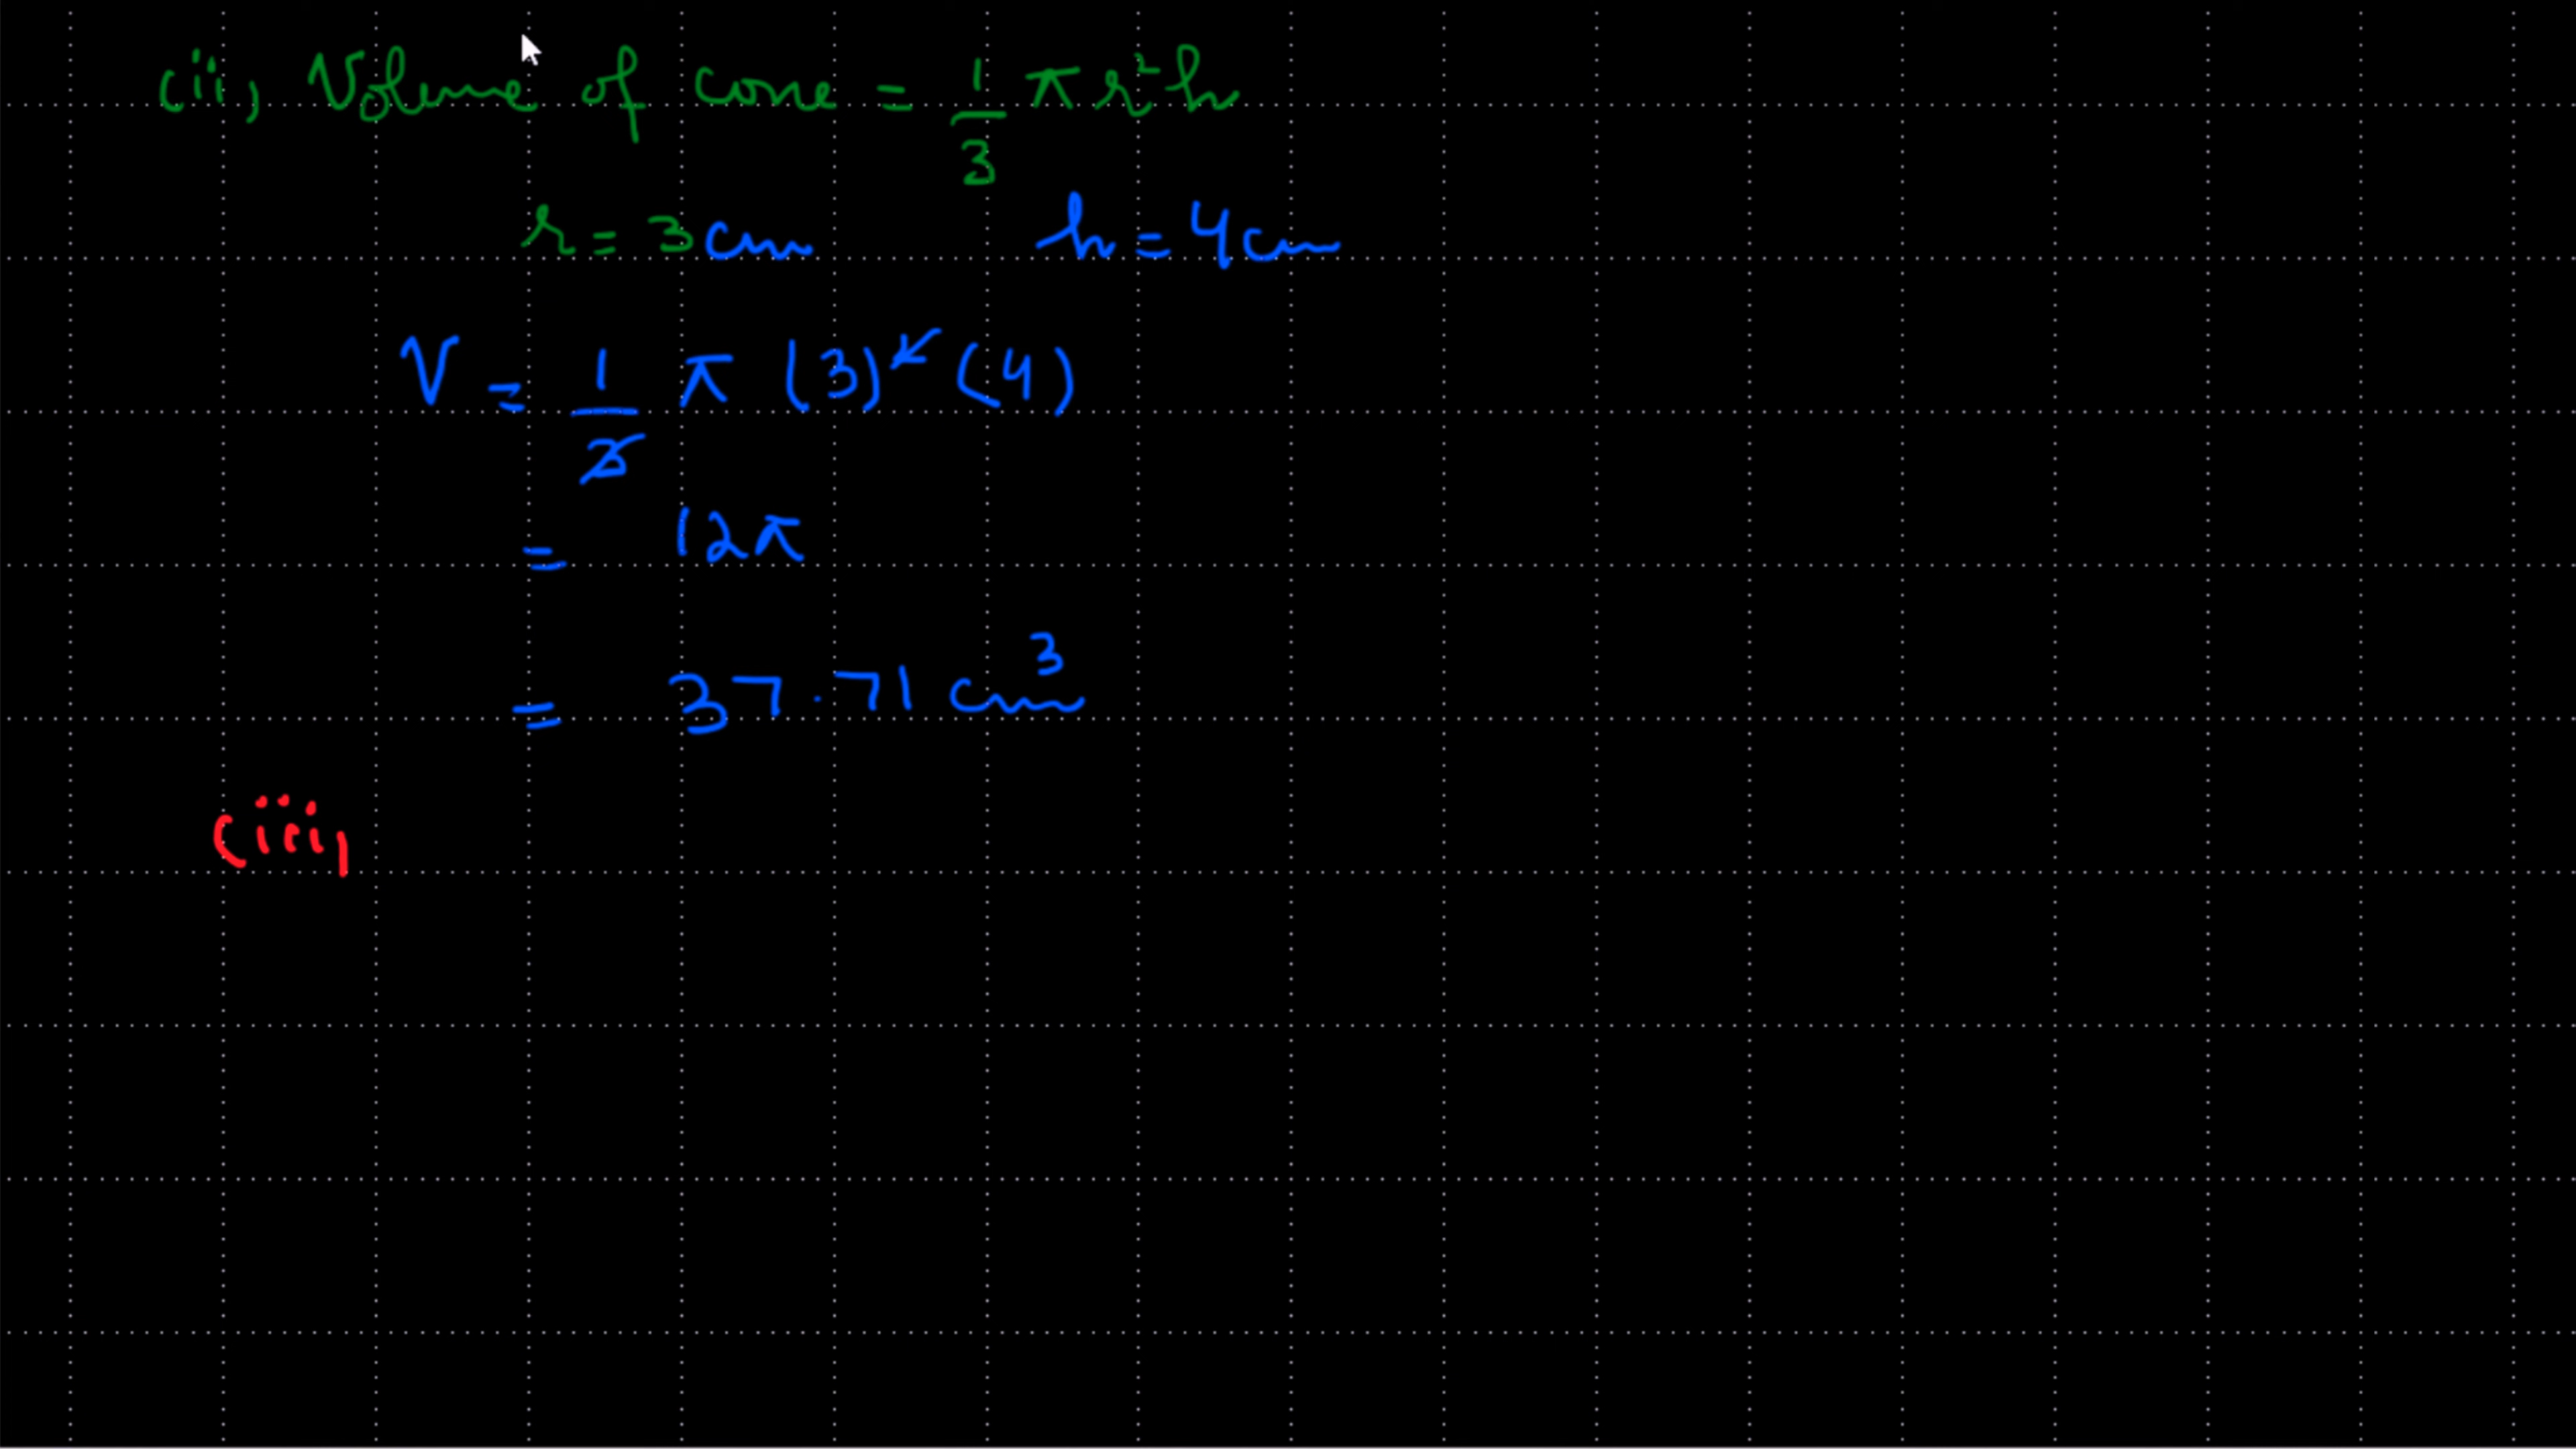 (ii) Volume of cone = 1/3 πr²h
r = 3cm h = 4cm
V = 1/3 π (3)² (4)
= 12π
= 37.71 cm³
(iii)